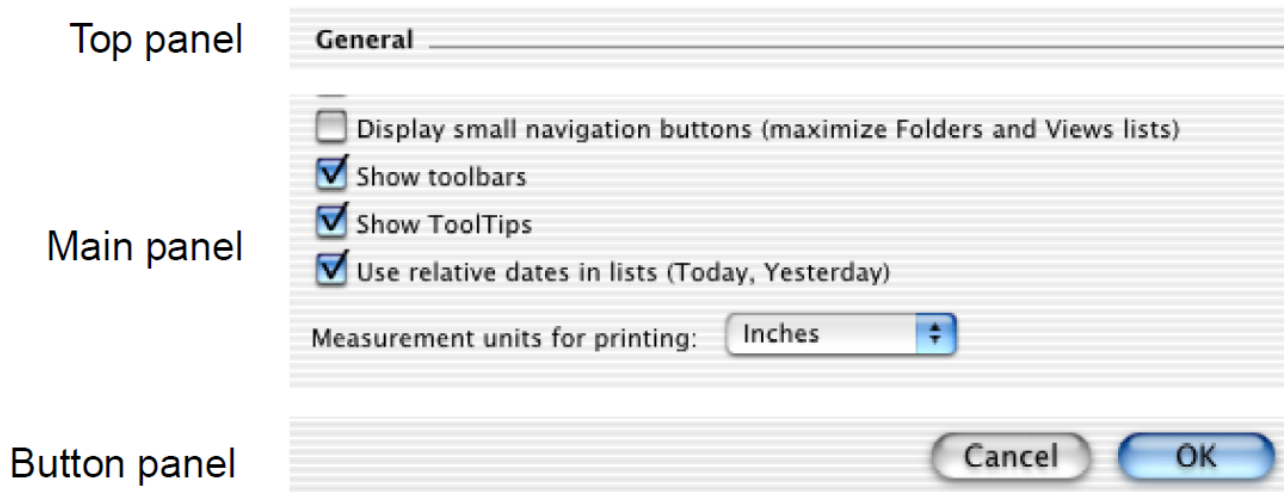 Top panel
General
Display small navigation buttons (maximize Folders and Views lists)
Show toolbars
Main panel
Show ToolTips
Use relative dates in lists (Today, Yesterday)
Measurement units for printing: Inches
Button panel
Cancel OK